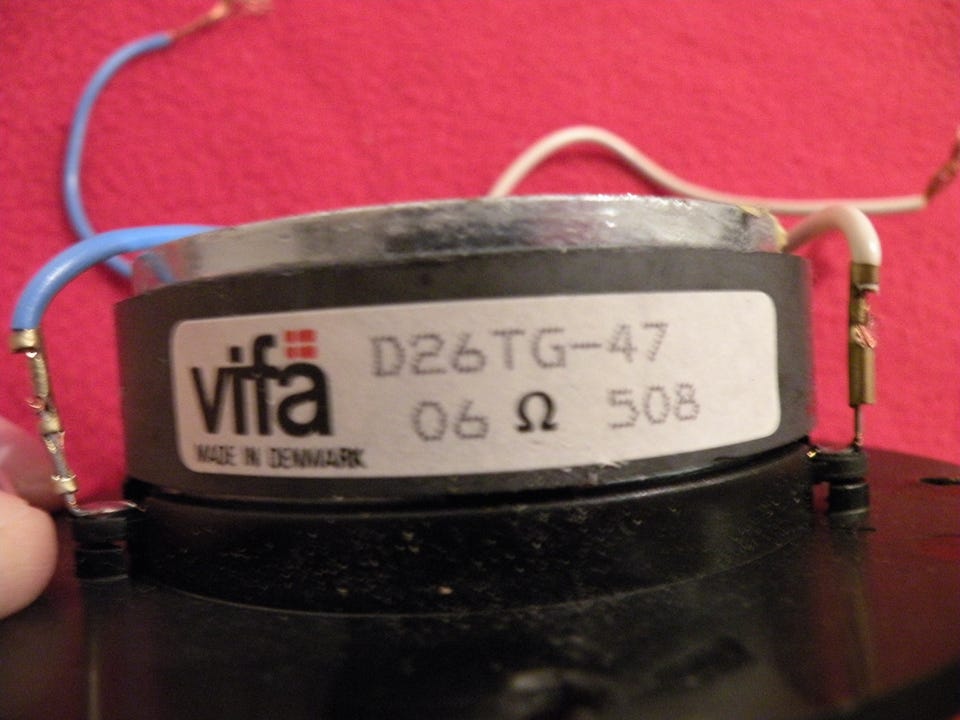 vifa
D26TG-47
06 Ω 508
MADE IN DENMARK